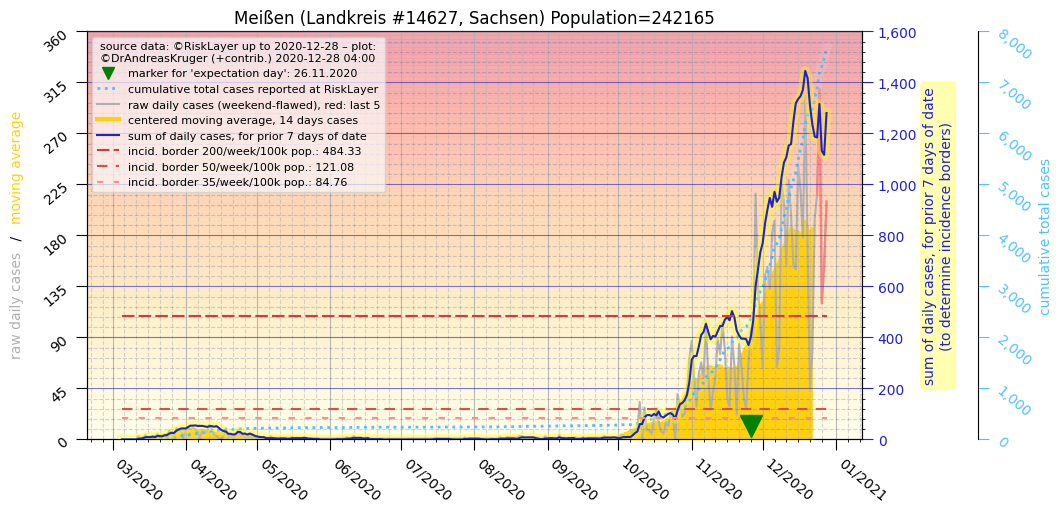 Meißen (Landkreis #14627, Sachsen) Population=242165
source data: ©RiskLayer up to 2020-12-28 – plot:
©DrAndreasKruger (+contrib.) 2020-12-28 04:00
marker for 'expectation day': 26.11.2020
cumulative total cases reported at RiskLayer
raw daily cases (weekend-flawed), red: last 5
centered moving average, 14 days cases
sum of daily cases, for prior 7 days of date
incid. border 200/week/100k pop.: 484.33
incid. border 50/week/100k pop.: 121.08
incid. border 35/week/100k pop.: 84.76
raw daily cases / moving average
360
315
270
225
180
135
90
45
0
03/2020
04/2020
05/2020
06/2020
07/2020
08/2020
09/2020
10/2020
11/2020
12/2020
01/2021
1,600
1,400
1,200
1,000
800
600
400
200
0
sum of daily cases, for prior 7 days of date
(to determine incidence borders)
8,000
7,000
6,000
5,000
4,000
3,000
2,000
1,000
0
cumulative total cases